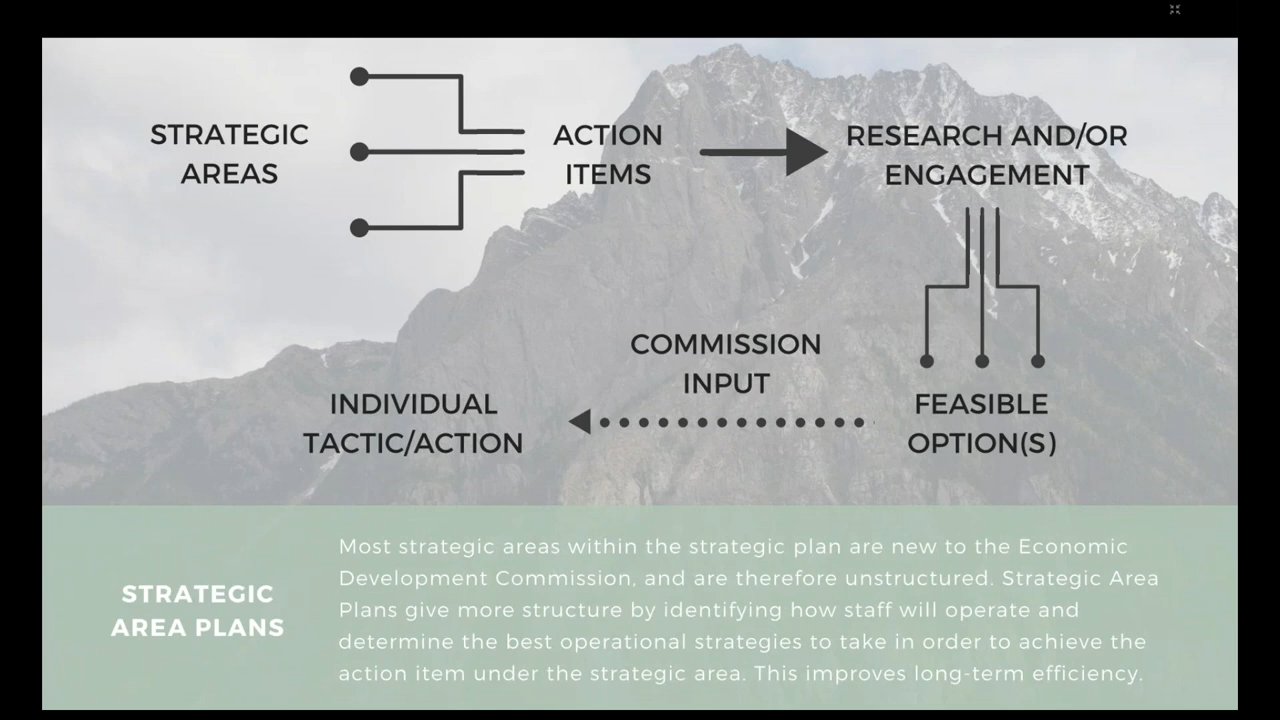 STRATEGIC
AREAS
ACTION
ITEMS
RESEARCH AND/OR
ENGAGEMENT
COMMISSION
INPUT
INDIVIDUAL
TACTIC/ACTION
FEASIBLE
OPTION(S)
STRATEGIC
AREA PLANS
Most strategic areas within the strategic plan are new to the Economic
Development Commission, and are therefore unstructured. Strategic Area
Plans give more structure by identifying how staff will operate and
determine the best operational strategies to take in order to achieve the
action item under the strategic area. This improves long-term efficiency.